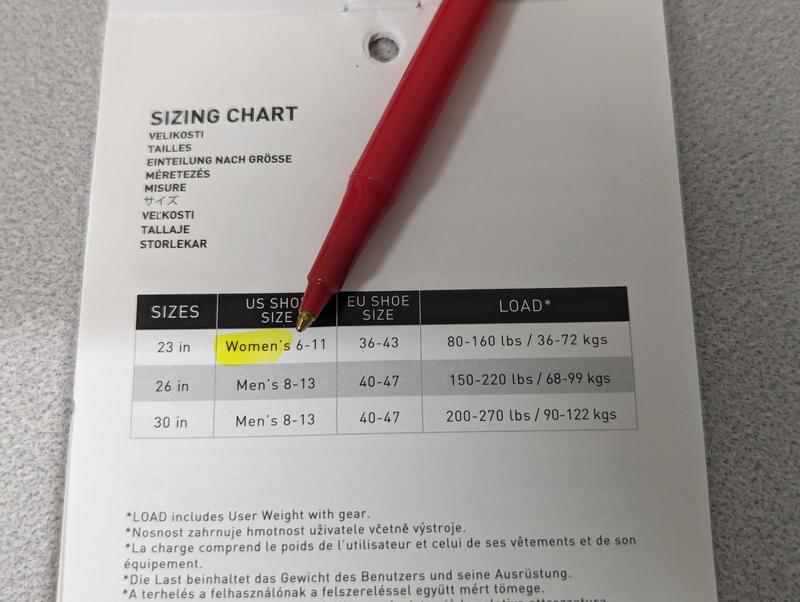 SIZING CHART
VELIKOSTI
TAILLES
EINTEILUNG NACH GRÖSSE
MÉRETEZÉS
MISURE
サイズ
VEĽKOSTI
TALLAJE
STORLEKAR
SIZES US SHOE SIZE EU SHOE SIZE LOAD*
23 in Women's 6-11 36-43 80-160 lbs / 36-72 kgs
26 in Men's 8-13 40-47 150-220 lbs / 68-99 kgs
30 in Men's 8-13 40-47 200-270 lbs / 90-122 kgs
*LOAD includes User Weight with gear.
*Nosnost zahrnuje hmotnost uživatele včetně výstroje.
*La charge comprend le poids de l'utilisateur et celui de ses vêtements et de son
équipement.
*Die Last beinhaltet das Gewicht des Benutzers und seine Ausrüstung.
*A terhelés a felhasználónak a felszereléssel együtt mért tömege.